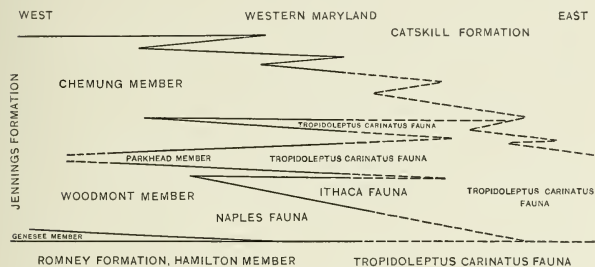 WEST WESTERN MARYLAND EAST
CATSKILL FORMATION
JENNINGS FORMATION
CHEMUNG MEMBER
TROPIDOLEPTUS CARINATUS FAUNA
PARKHEAD MEMBER TROPIDOLEPTUS CARINATUS FAUNA
WOODMONT MEMBER ITHACA FAUNA TROPIDOLEPTUS CARINATUS
FAUNA
NAPLES FAUNA
GENESEE MEMBER
ROMNEY FORMATION, HAMILTON MEMBER TROPIDOLEPTUS CARINATUS FAUNA